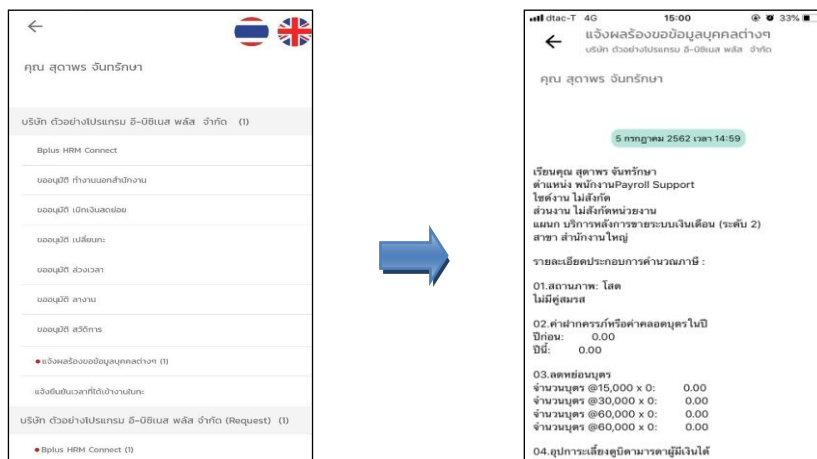 คุณ สุดาพร จันทรักษา
บริษัท ตัวอย่างโปรแกรม อี-บิซิเนส พลัส จำกัด (1)
Bplus HRM Connect
ขออนุมัติ ทำงานนอกสำนักงาน
ขออนุมัติ เบิกเงินสดย่อย
ขออนุมัติ เปลี่ยนกะ
ขออนุมัติ ล่วงเวลา
ขออนุมัติ ลางาน
ขออนุมัติ สวัสดิการ
แจ้งผลร้องขอข้อมูลบุคคลต่างๆ (1)
แจ้งยืนยันเวลาที่ได้เข้างานในกะ
บริษัท ตัวอย่างโปรแกรม อี-บิซิเนส พลัส จำกัด (Request) (1)
Bplus HRM Connect (1)
dtac-T 4G 15:00 33%
แจ้งผลร้องขอข้อมูลบุคคลต่างๆ
บริษัท ตัวอย่างโปรแกรม อี-บิซิเนส พลัส จำกัด
คุณ สุดาพร จันทรักษา
5 กรกฎาคม 2562 เวลา 14:59
เรียนคุณ สุดาพร จันทรักษา
ตำแหน่ง พนักงานPayroll Support
ไซต์งาน ไม่สังกัด
ส่วนงาน ไม่สังกัดหน่วยงาน
แผนก บริการหลังการขายระบบเงินเดือน (ระดับ 2)
สาขา สำนักงานใหญ่
รายละเอียดประกอบการคำนวณภาษี :
01.สถานภาพ: โสด
ไม่มีคู่สมรส
02.ค่าฝากครรภ์หรือค่าคลอดบุตรในปี
ปีก่อน: 0.00
ปีนี้: 0.00
03.ลดหย่อนบุตร
จำนวนบุตร @15,000 x 0: 0.00
จำนวนบุตร @30,000 x 0: 0.00
จำนวนบุตร @60,000 x 0: 0.00
จำนวนบุตร @60,000 x 0: 0.00
04.อุปการะเลี้ยงดูบิดามารดาผู้มีเงินได้